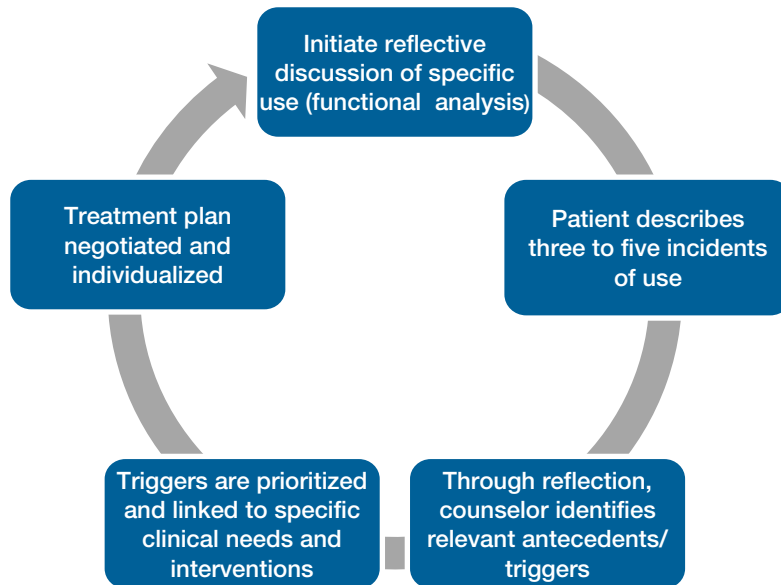 Initiate reflective
discussion of specific
use (functional analysis)
Patient describes
three to five incidents
of use
Through reflection,
counselor identifies
relevant antecedents/
triggers
Triggers are prioritized
and linked to specific
clinical needs and
interventions
Treatment plan
negotiated and
individualized